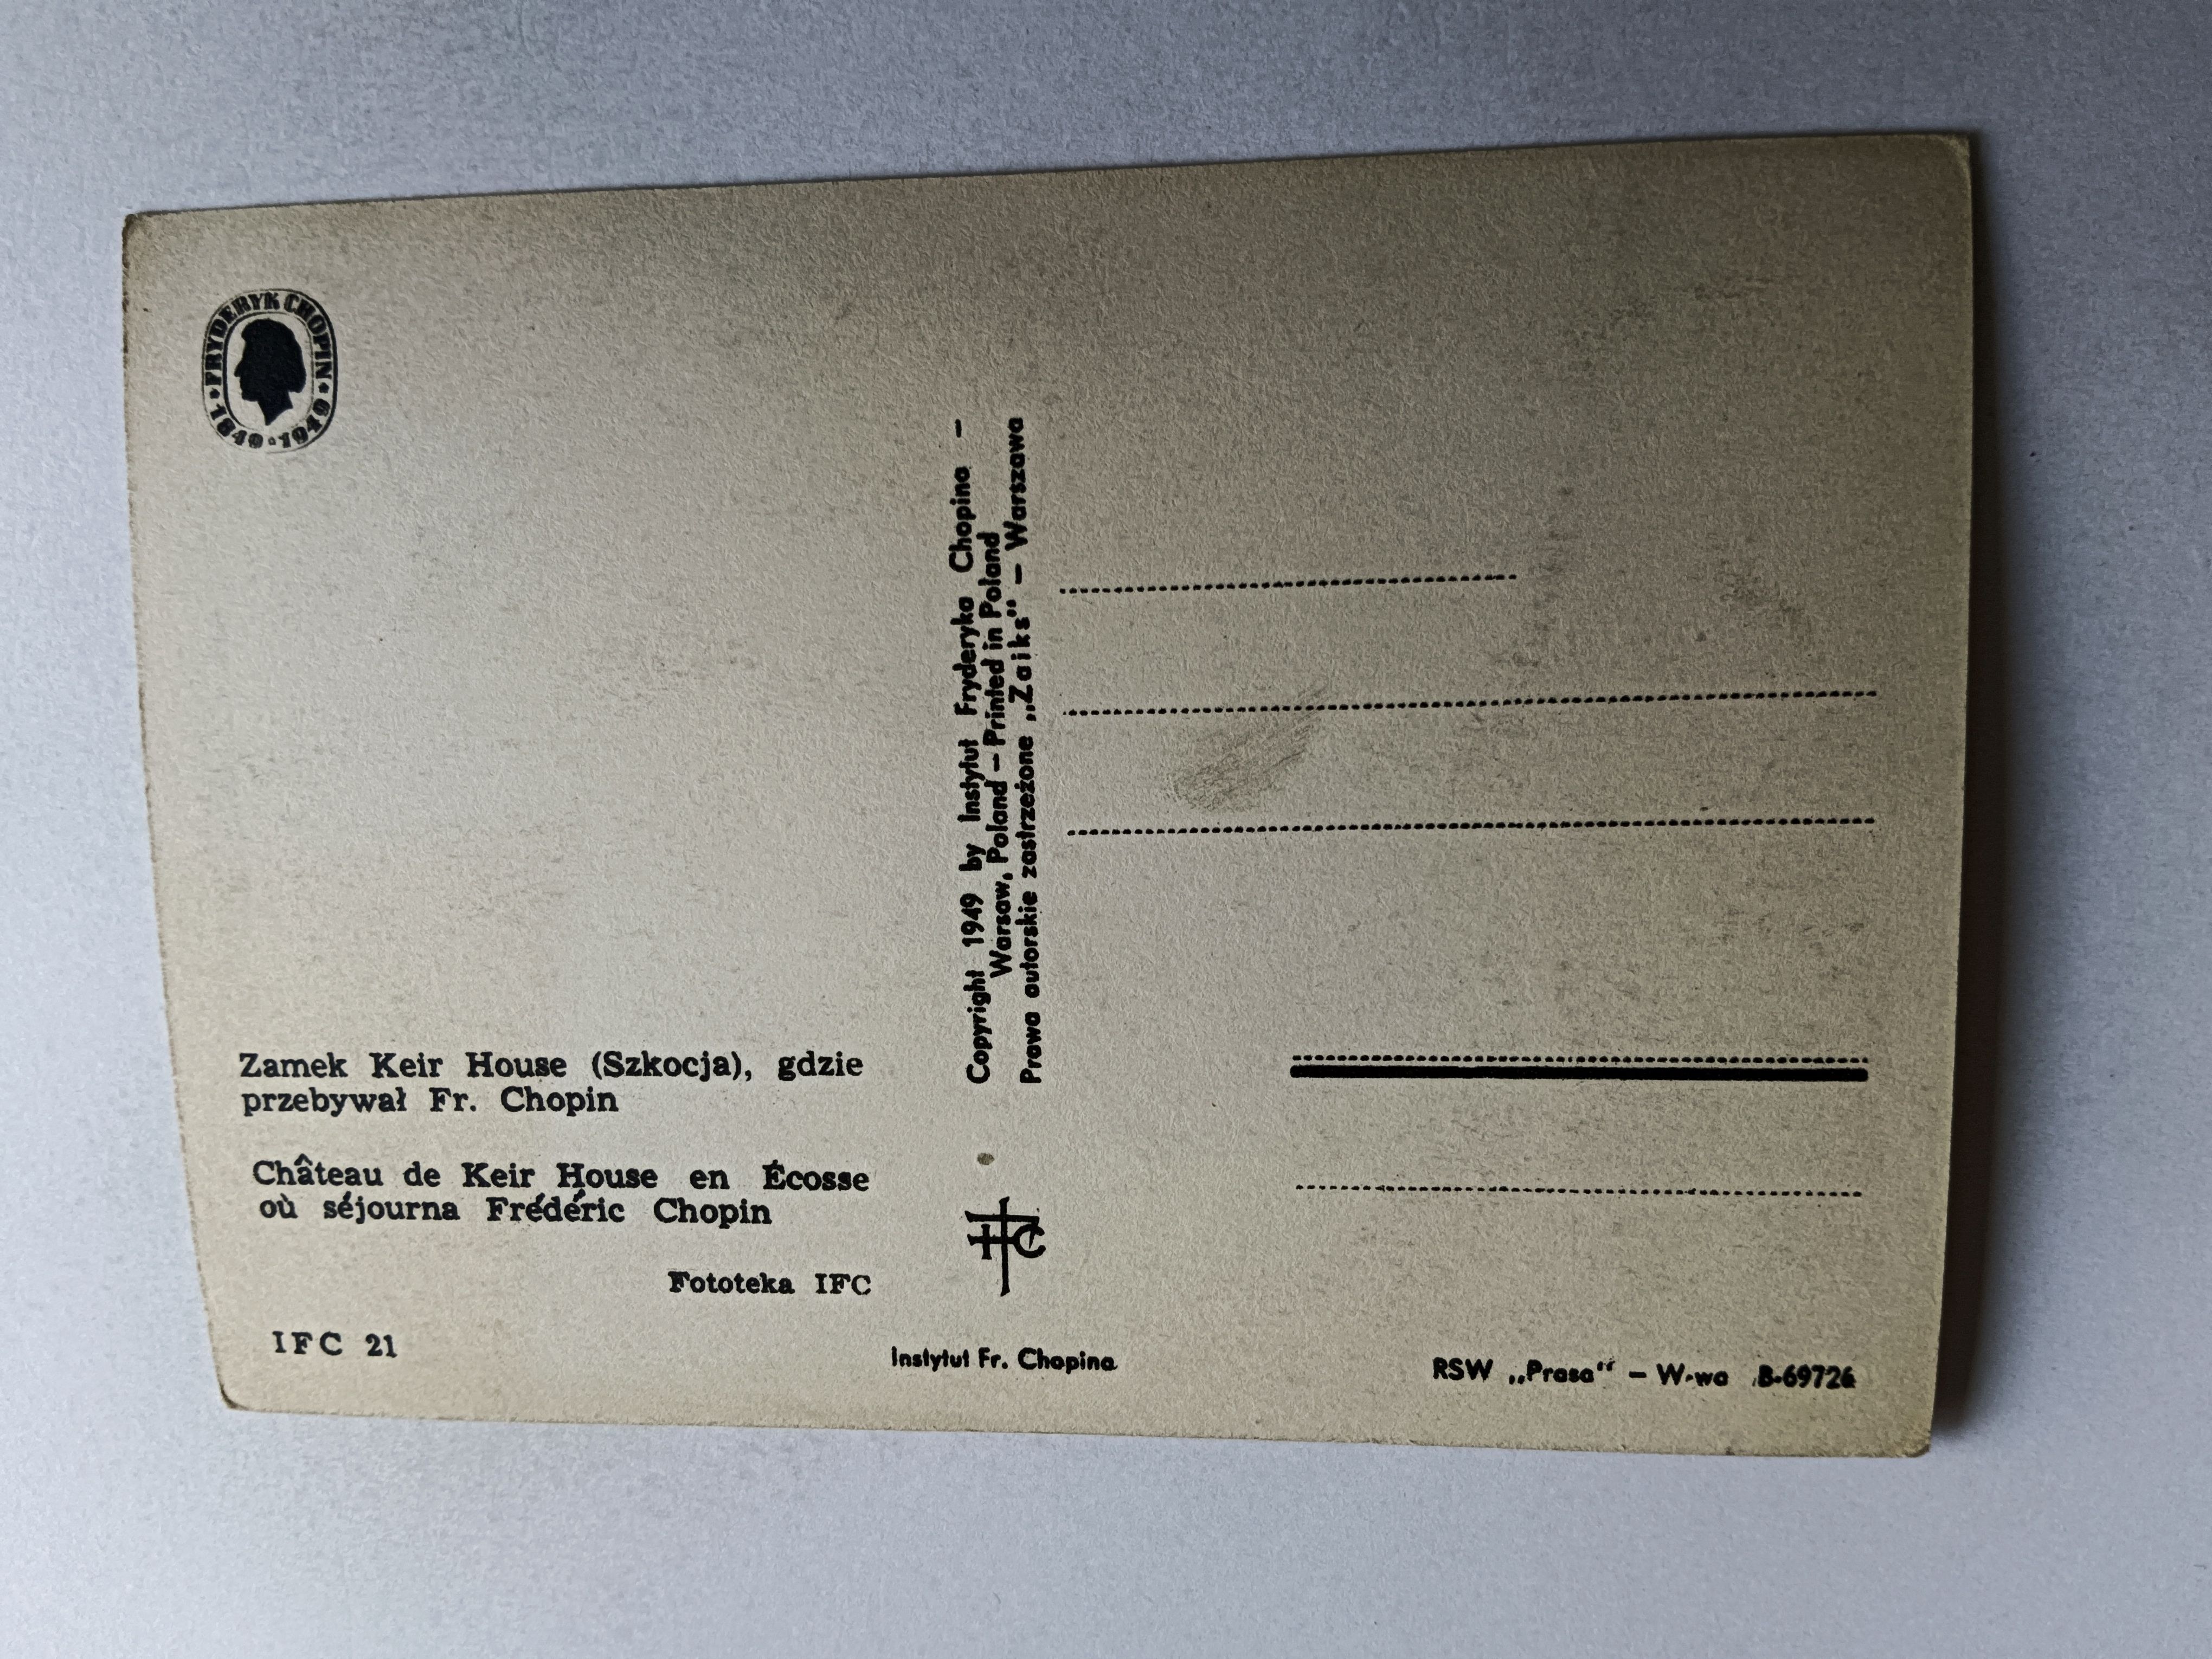 FRYDERYK CHOPIN
1849 • 1949
Zamek Keir House (Szkocja), gdzie
przebywał Fr. Chopin
Château de Keir House en Écosse
où séjourna Frédéric Chopin
Fototeka IFC
IFC 21
Copyright 1949 by Instytut Fryderyka Chopina –
Warsaw, Poland – Printed in Poland
Prawa autorskie zastrzeżone „Zaiks" – Warszawa
IFC
Instytut Fr. Chopina
RSW „Prasa" – W-wa B-69726